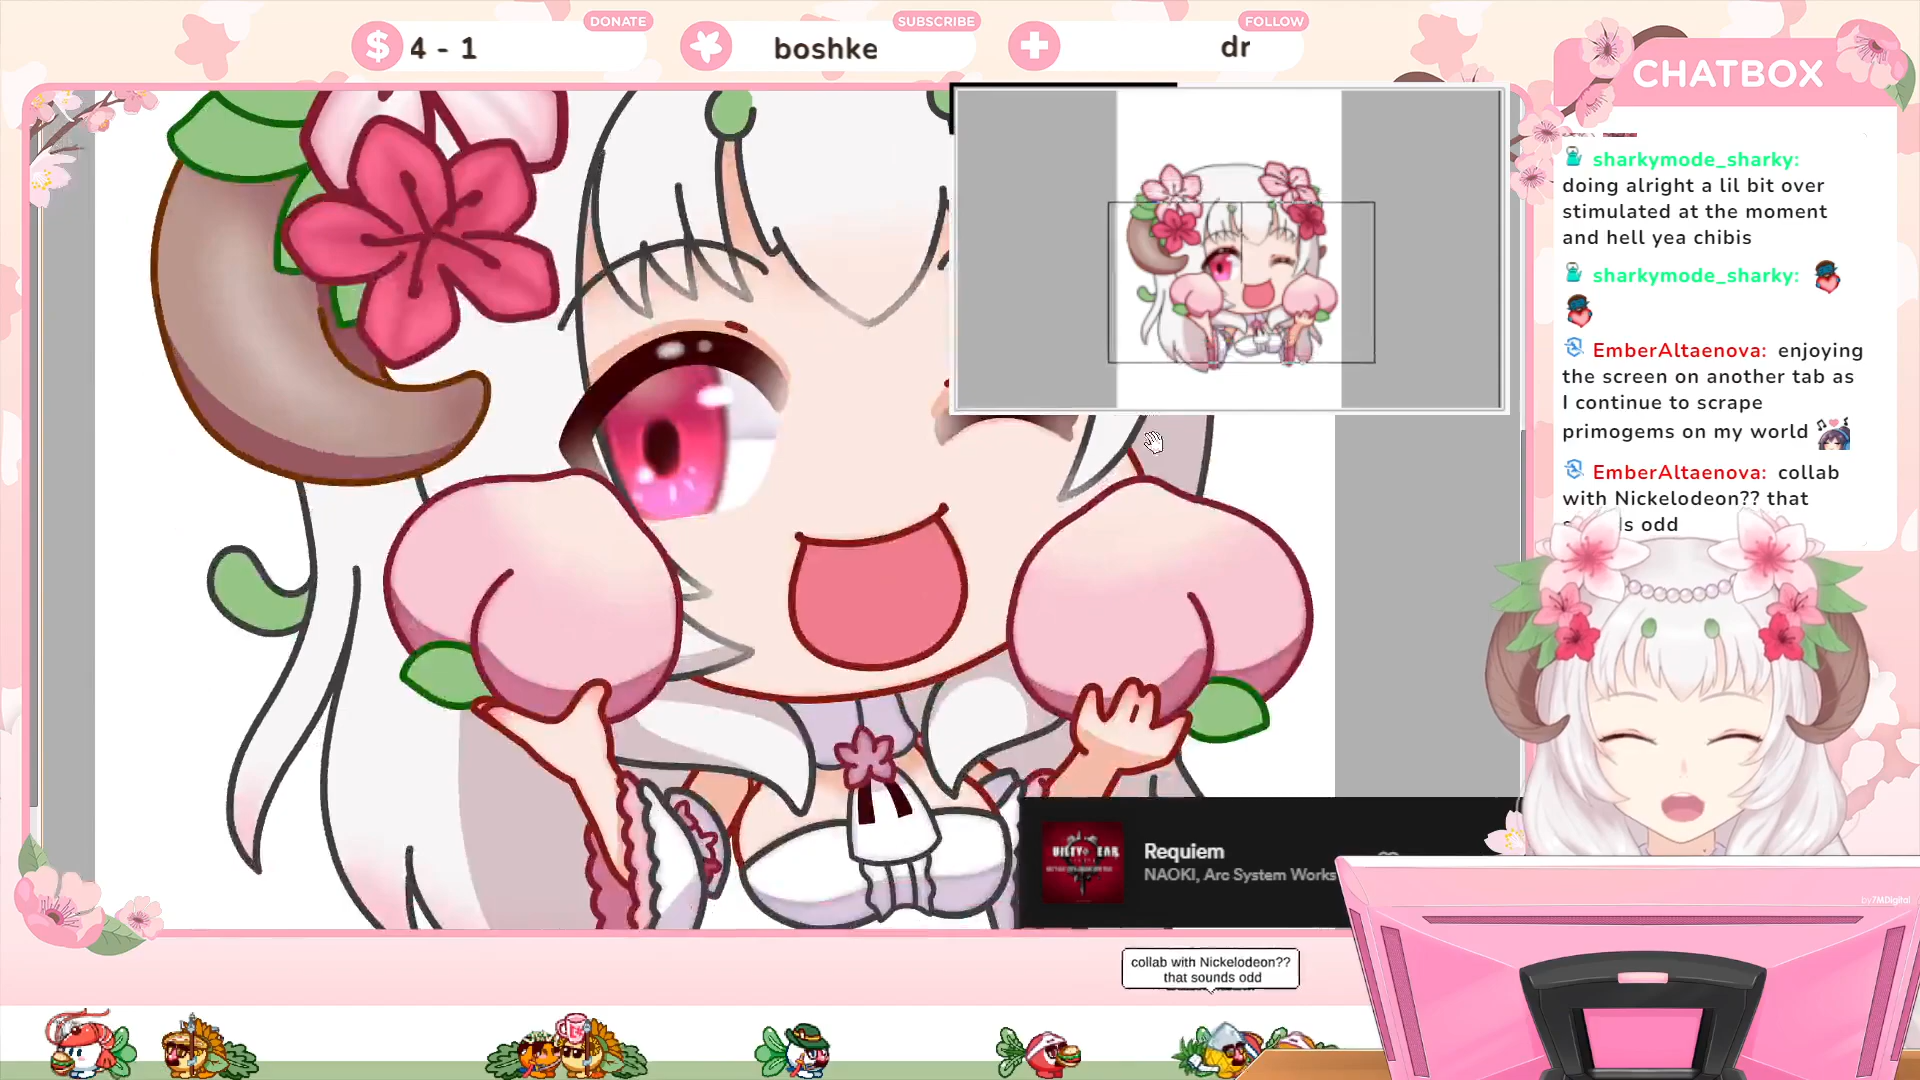 DONATE
4 - 1
SUBSCRIBE
boshke
FOLLOW
dr
CHATBOX
sharkymode_sharky:
doing alright a lil bit over
stimulated at the moment
and hell yea chibis
sharkymode_sharky:
EmberAltaenova: enjoying
the screen on another tab as
I continue to scrape
primogems on my world
EmberAltaenova: collab
with Nickelodeon?? that
odd
Requiem
NAOKI, Arc System Works
by7MDigital
collab with Nickelodeon??
that sounds odd